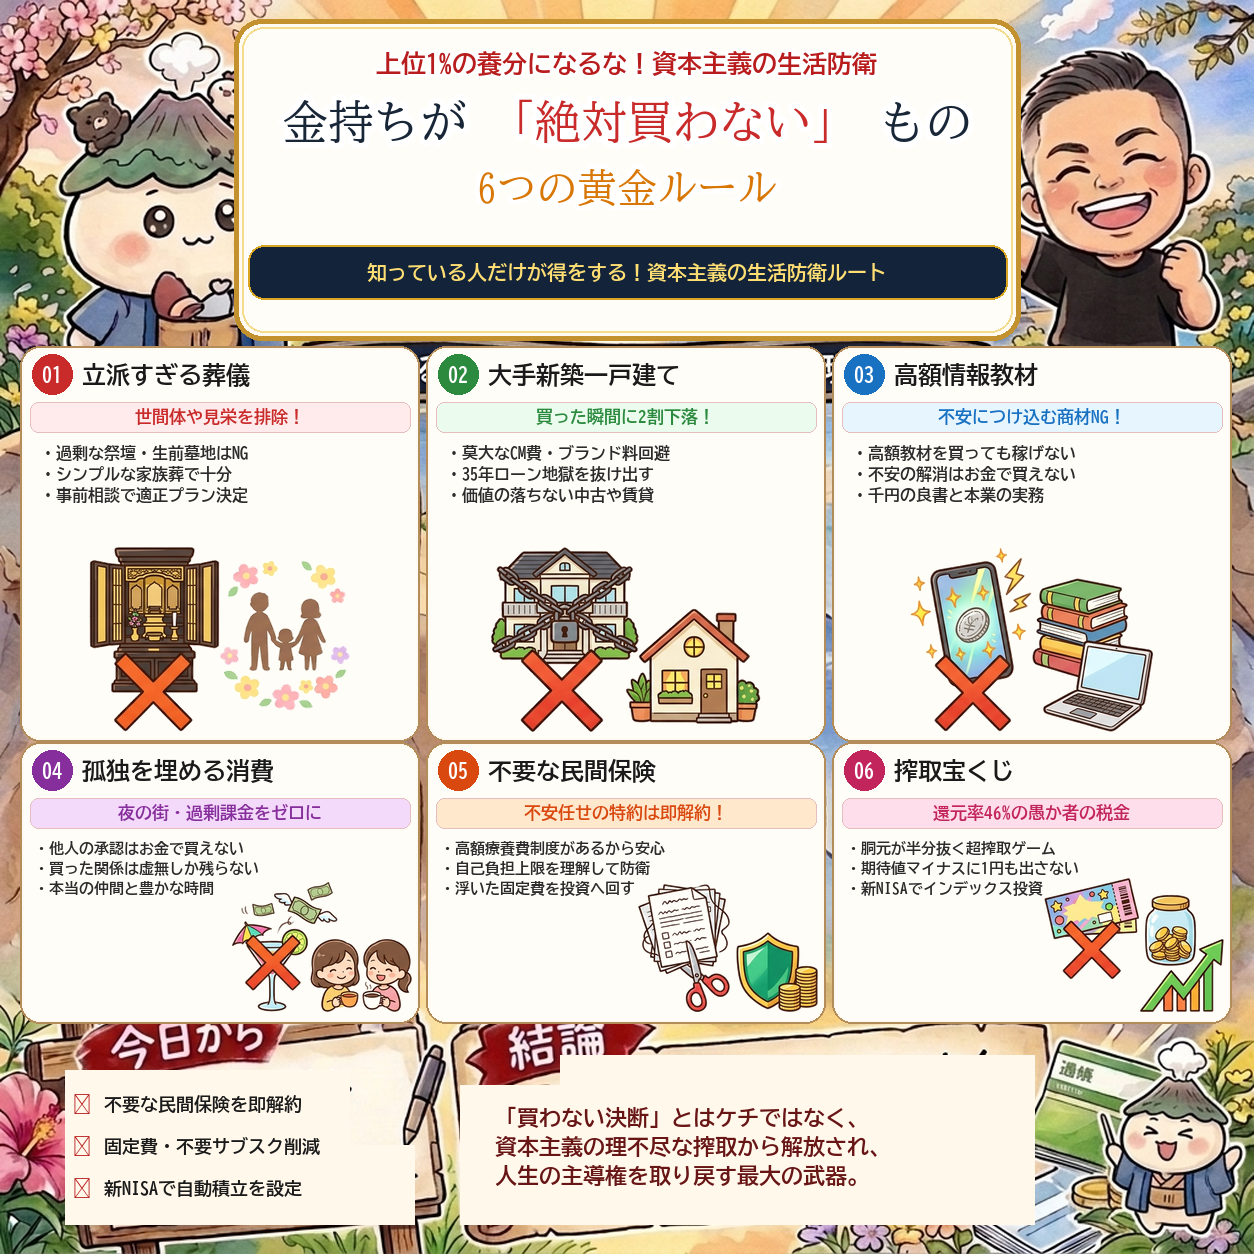 上位1%の養分になるな！資本主義の生活防衛
金持ちが 「絶対買わない」 もの
6つの黄金ルール
知っている人だけが得をする！資本主義の生活防衛ルート
01 立派すぎる葬儀
世間体や見栄を排除！
・過剰な祭壇・生前墓地はNG
・シンプルな家族葬で十分
・事前相談で適正プラン決定
02 大手新築一戸建て
買った瞬間に2割下落！
・莫大なCM費・ブランド料回避
・35年ローン地獄を抜け出す
・価値の落ちない中古や賃貸
03 高額情報教材
不安につけ込む商材NG！
・高額教材を買っても稼げない
・不安の解消はお金で買えない
・千円の良書と本業の実務
04 孤独を埋める消費
夜の街・過剰課金をゼロに
・他人の承認はお金で買えない
・買った関係は虚無しか残らない
・本当の仲間と豊かな時間
05 不要な民間保険
不安任せの特約は即解約！
・高額療養費制度があるから安心
・自己負担上限を理解して防衛
・浮いた固定費を投資へ回す
06 搾取宝くじ
還元率46%の愚か者の税金
・胴元が半分抜く超搾取ゲーム
・期待値マイナスに1円も出さない
・新NISAでインデックス投資
今日から
不要な民間保険を即解約
固定費・不要サブスク削減
新NISAで自動積立を設定
結論
「買わない決断」とはケチではなく、
資本主義の理不尽な搾取から解放され、
人生の主導権を取り戻す最大の武器。